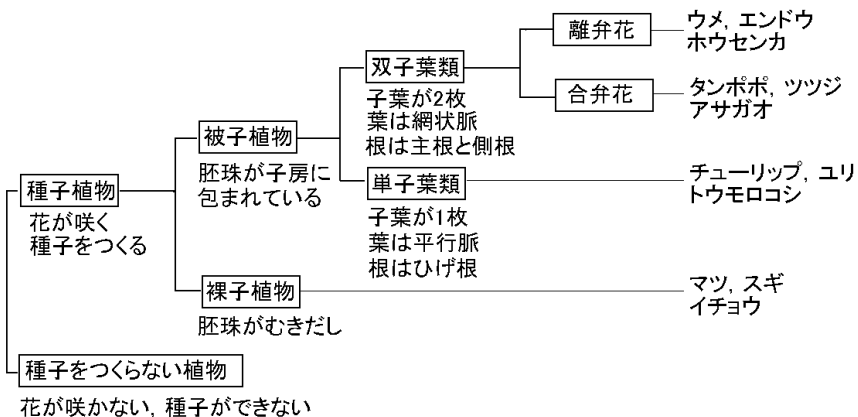 離弁花
ウメ, エンドウ
ホウセンカ
双子葉類
子葉が2枚
葉は網状脈
根は主根と側根
合弁花
タンポポ, ツツジ
アサガオ
被子植物
胚珠が子房に
包まれている
単子葉類
子葉が1枚
葉は平行脈
根はひげ根
チューリップ, ユリ
トウモロコシ
種子植物
花が咲く
種子をつくる
裸子植物
胚珠がむきだし
マツ, スギ
イチョウ
種子をつくらない植物
花が咲かない, 種子ができない